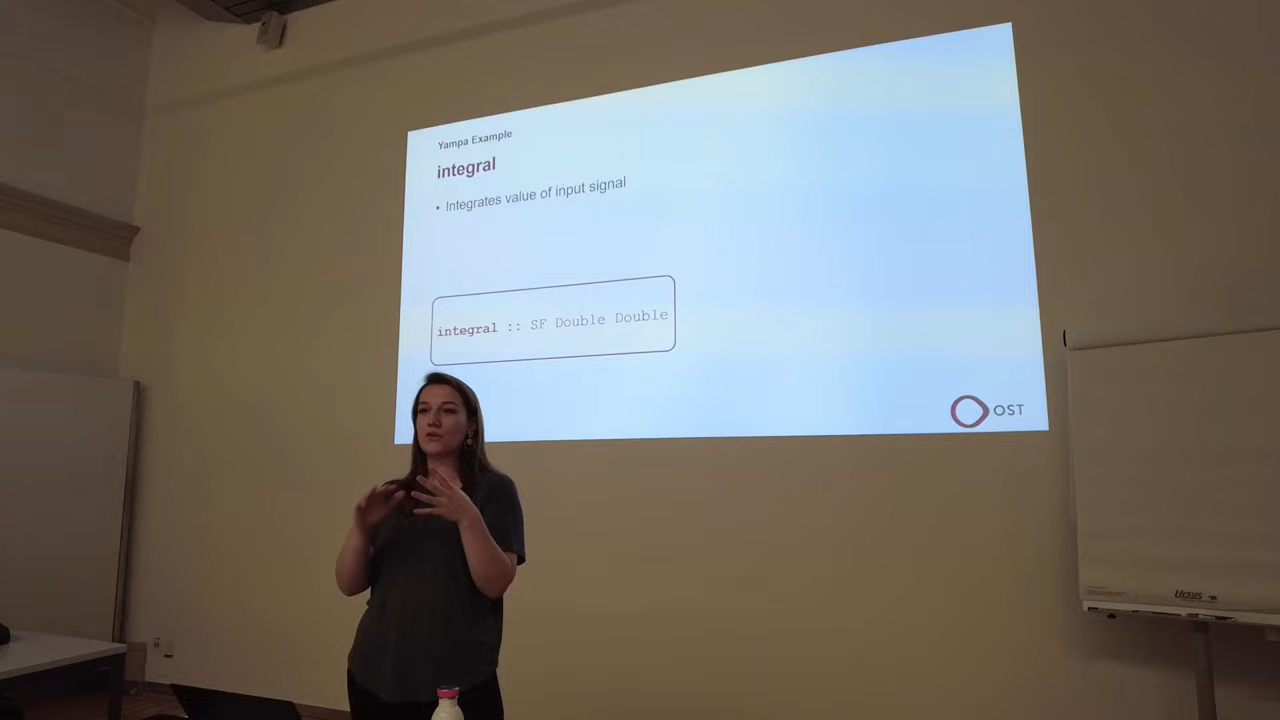 Yampa Example
integral
• Integrates value of input signal
integral :: SF Double Double
OST